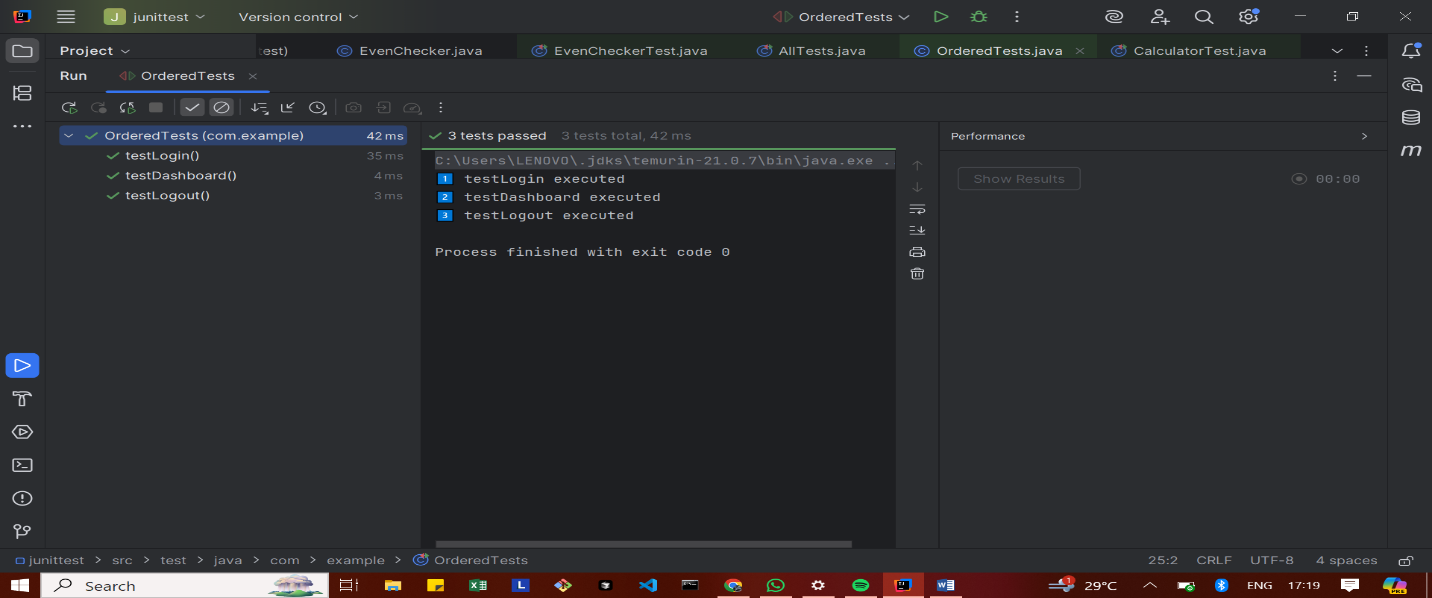 J junittest Version control OrderedTests
Project est) EvenChecker.java EvenCheckerTest.java AllTests.java OrderedTests.java CalculatorTest.java
Run OrderedTests
OrderedTests (com.example) 42 ms
testLogin() 35 ms
testDashboard() 4 ms
testLogout() 3 ms
3 tests passed 3 tests total, 42 ms
C:\Users\LENOVO\.jdks\temurin-21.0.7\bin\java.exe .
1 testLogin executed
2 testDashboard executed
3 testLogout executed
Process finished with exit code 0
Performance
Show Results 00:00
m
junittest > src > test > java > com > example > OrderedTests 25:2 CRLF UTF-8 4 spaces
Search L 1 29°C ENG 17:19 PRE